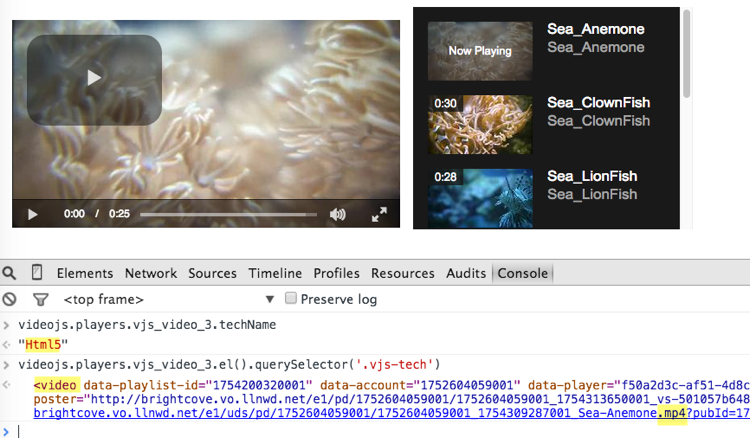 Now Playing
Sea_Anemone
Sea_Anemone
0:30
Sea_ClownFish
Sea_ClownFish
0:28
Sea_LionFish
Sea_LionFish
0:00 / 0:25
Elements Network Sources Timeline Profiles Resources Audits Console
<top frame> ▼ Preserve log
videojs.players.vjs_video_3.techName
"Html5"
videojs.players.vjs_video_3.el().querySelector('.vjs-tech')
<video data-playlist-id="1754200320001" data-account="1752604059001" data-player="f50a2d3c-af51-4d8c
poster="http://brightcove.vo.llnwd.net/e1/pd/1752604059001/1752604059001_1754313650001_vs-501057b648
brightcove.vo.llnwd.net/e1/uds/pd/1752604059001/1752604059001_1754309287001_Sea-Anemone.mp4?pubId=17